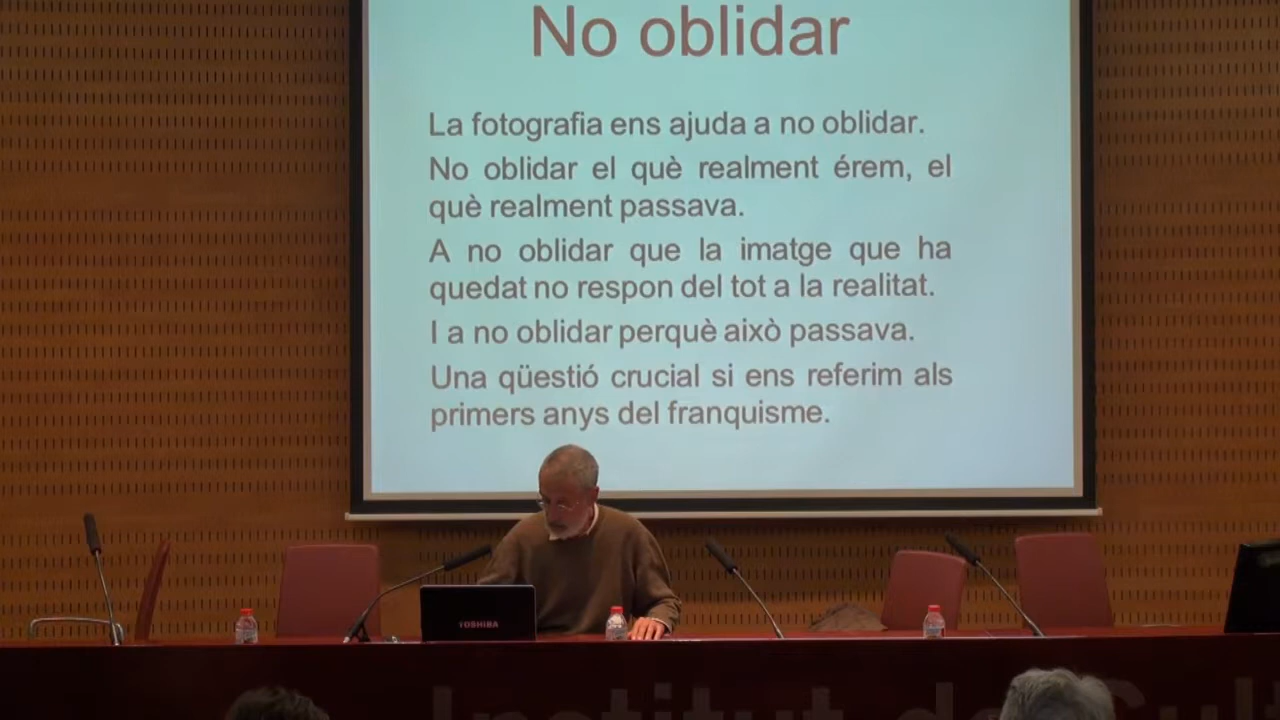 No oblidar
La fotografia ens ajuda a no oblidar.
No oblidar el què realment érem, el
què realment passava.
A no oblidar que la imatge que ha
quedat no respon del tot a la realitat.
I a no oblidar perquè això passava.
Una qüestió crucial si ens referim als
primers anys del franquisme.
TOSHIBA
Institut de